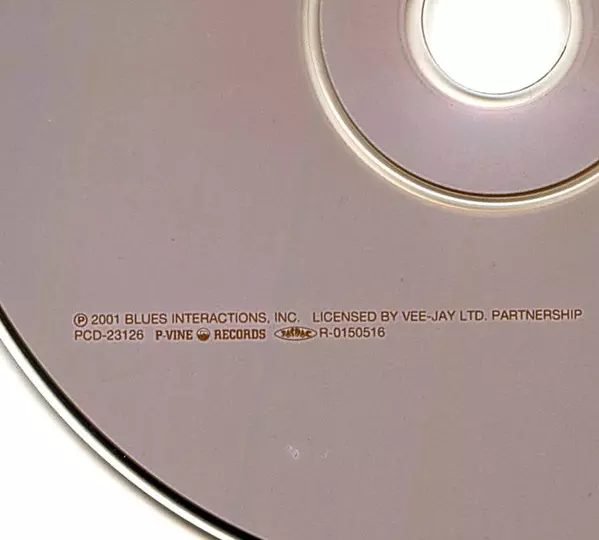 ℗ 2001 BLUES INTERACTIONS, INC. LICENSED BY VEE-JAY LTD. PARTNERSHIP
PCD-23126 P-VINE RECORDS R-0150516